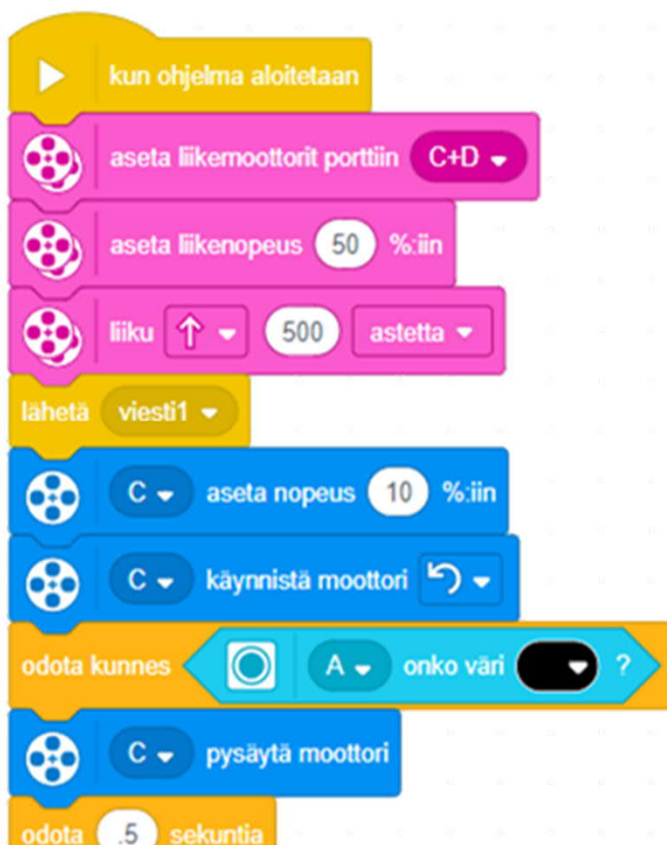 kun ohjelma aloitetaan
aseta liikemoottorit porttiin C+D
aseta liikenopeus 50 %:iin
liiku 500 astetta
lähetä viesti1
C aseta nopeus 10 %:iin
C käynnistä moottori
odota kunnes A onko väri ?
C pysäytä moottori
odota .5 sekuntia